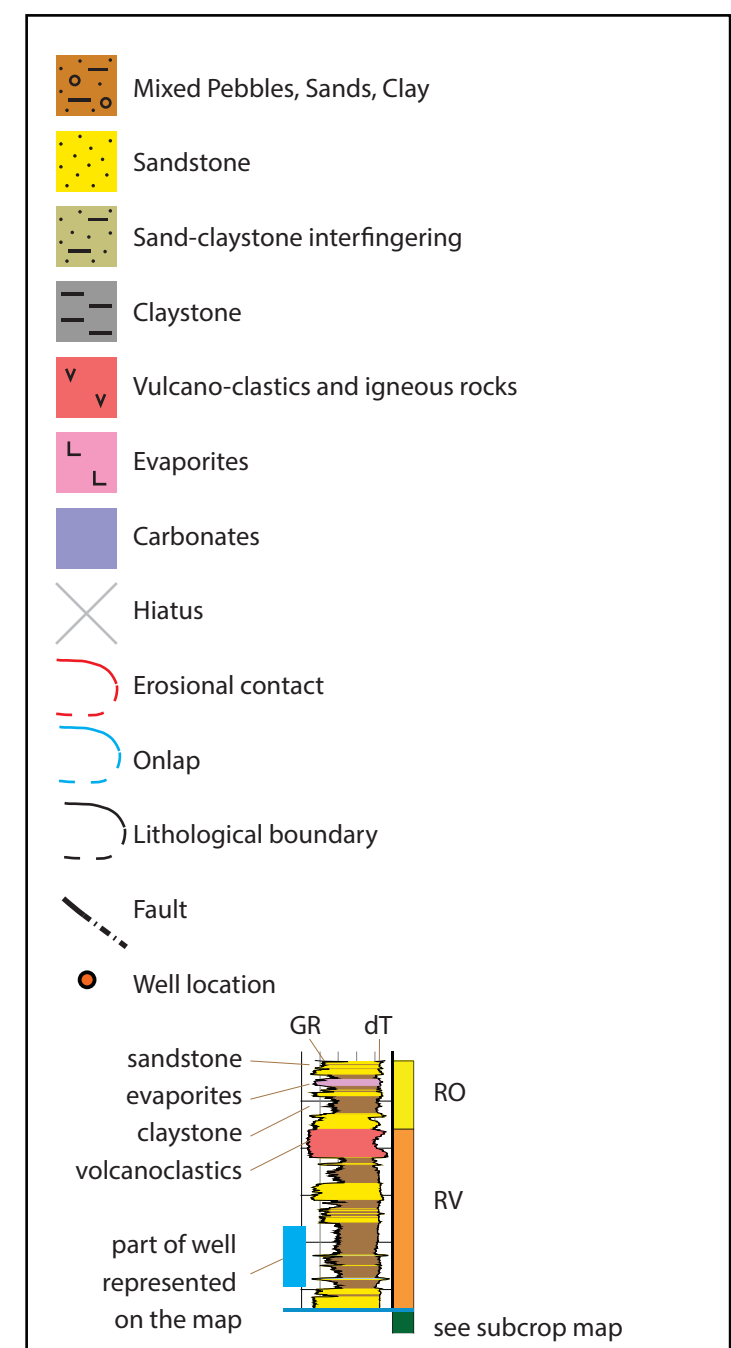 Mixed Pebbles, Sands, Clay
Sandstone
Sand-claystone interfingering
Claystone
Vulcano-clastics and igneous rocks
Evaporites
Carbonates
Hiatus
Erosional contact
Onlap
Lithological boundary
Fault
Well location
GR dT
sandstone
evaporites
claystone
volcanoclastics
RO
RV
part of well
represented
on the map
see subcrop map